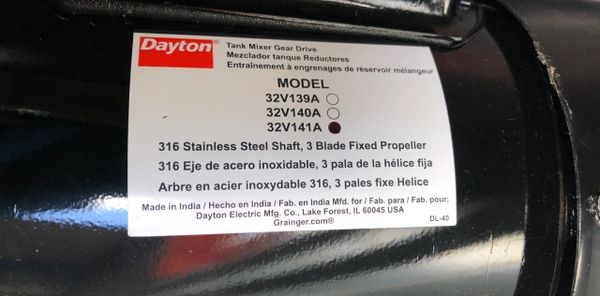 Dayton®
Tank Mixer Gear Drive
Mezclador tanque Reductores
Entraînement à engrenages de réservoir mélangeur
MODEL
32V139A
32V140A
32V141A
316 Stainless Steel Shaft, 3 Blade Fixed Propeller
316 Eje de acero inoxidable, 3 pala de la hélice fija
Arbre en acier inoxydable 316, 3 pales fixe Helice
Made in India / Hecho en India / Fab. en India Mfd. for / Fab. para / Fab. pour:
Dayton Electric Mfg. Co., Lake Forest, IL 60045 USA
Grainger.com®
DL-40